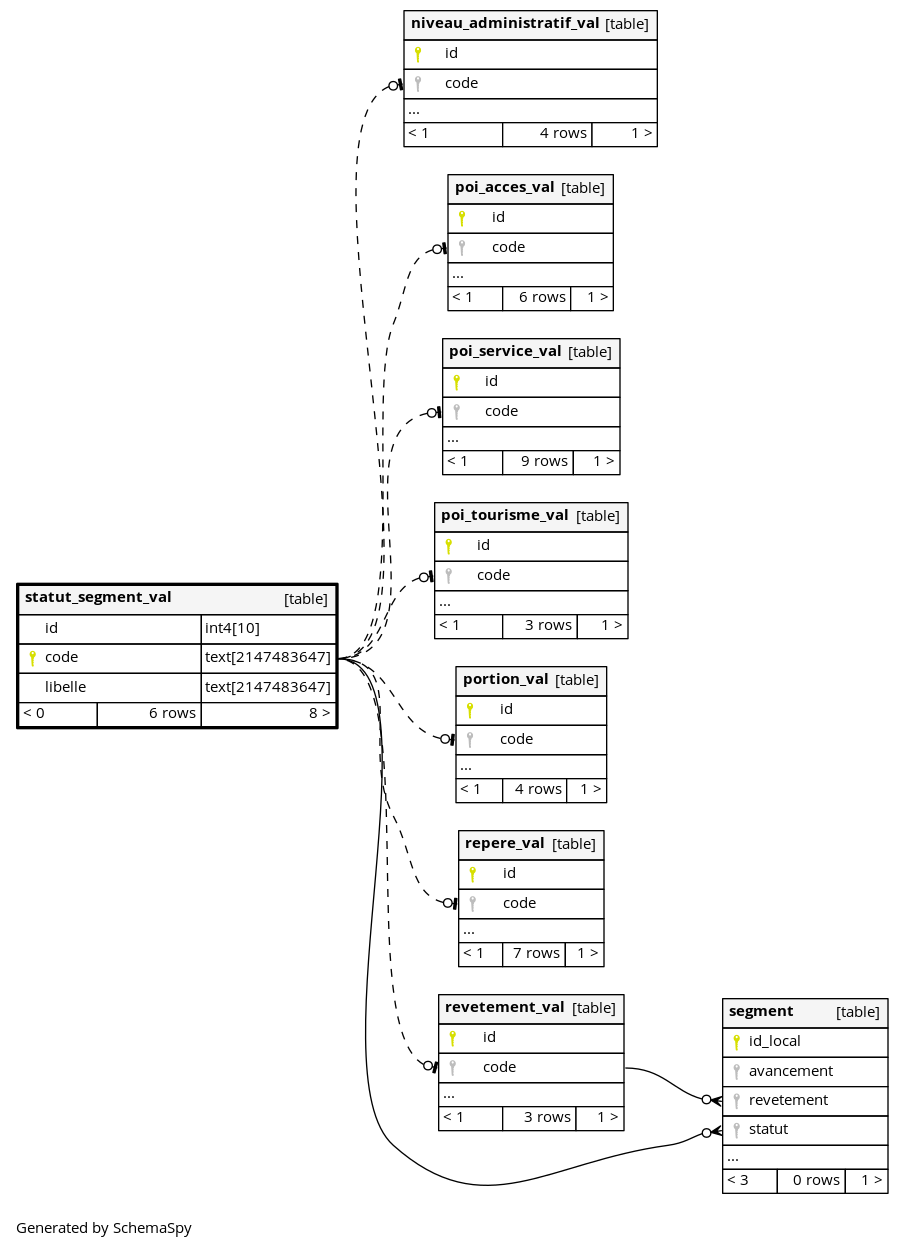 niveau_administratif_val [table]
id
code
...
< 1 4 rows 1 >
poi_acces_val [table]
id
code
...
< 1 6 rows 1 >
poi_service_val [table]
id
code
...
< 1 9 rows 1 >
poi_tourisme_val [table]
id
code
...
< 1 3 rows 1 >
statut_segment_val [table]
id int4[10]
code text[2147483647]
libelle text[2147483647]
< 0 6 rows 8 >
portion_val [table]
id
code
...
< 1 4 rows 1 >
repere_val [table]
id
code
...
< 1 7 rows 1 >
revetement_val [table]
id
code
...
< 1 3 rows 1 >
segment [table]
id_local
avancement
revetement
statut
...
< 3 0 rows 1 >
Generated by SchemaSpy